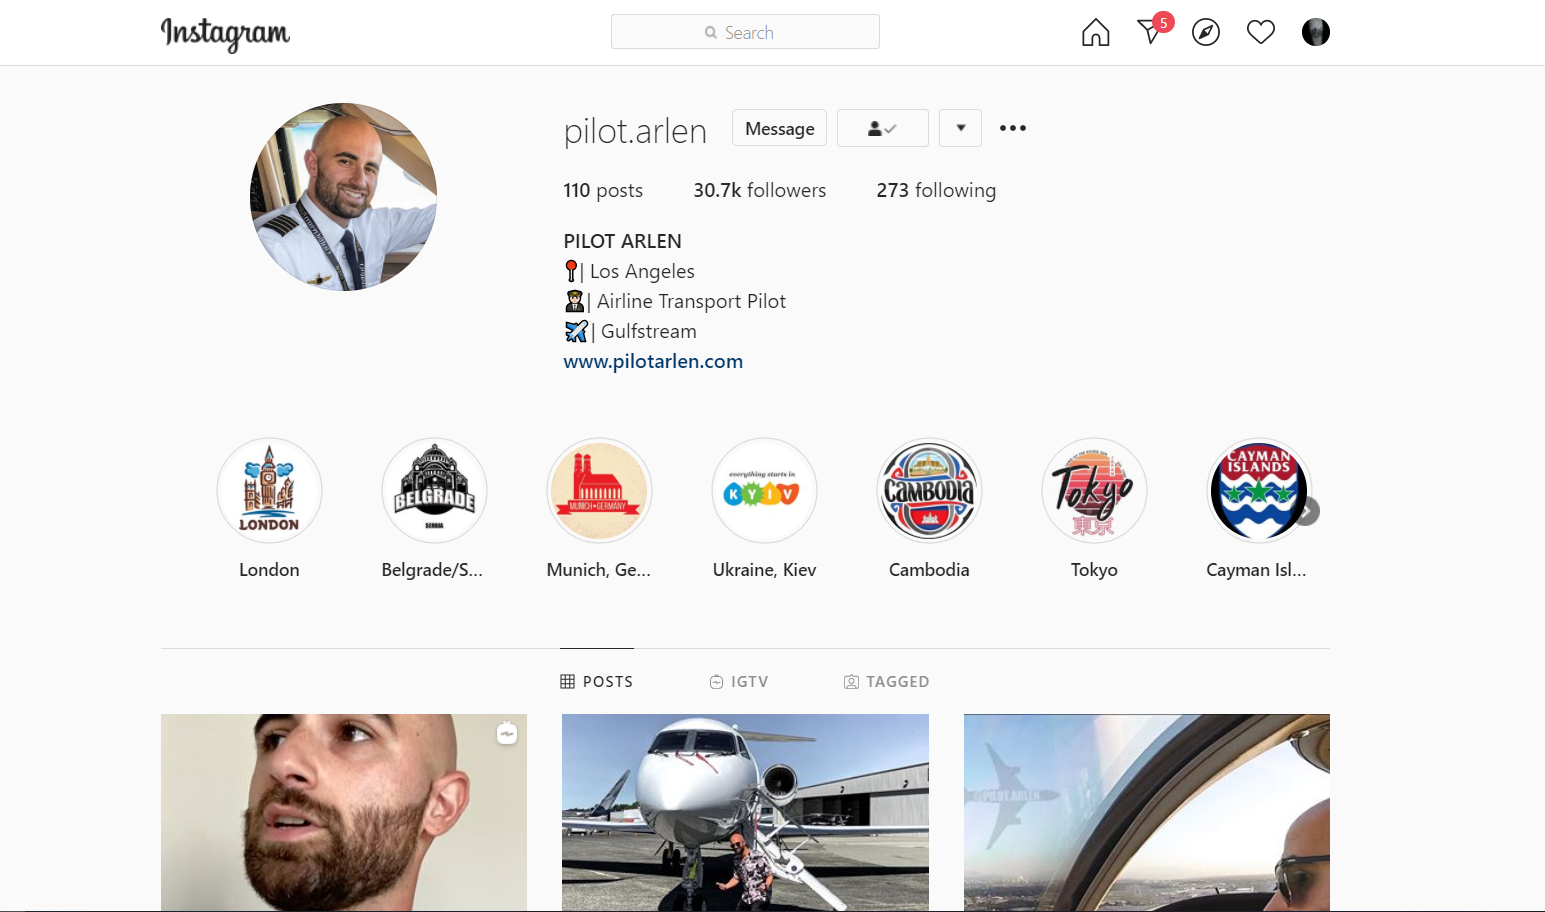 Instagram
Search
5
pilot.arlen
Message
110 posts
30.7k followers
273 following
PILOT ARLEN
| Los Angeles
| Airline Transport Pilot
| Gulfstream
www.pilotarlen.com
LONDON
BELGRADE
SERBIA
MUNICH★GERMANY
everything starts in
KYIV
CAMBODIA
Tokyo
東京
CAYMAN
ISLANDS
London
Belgrade/S...
Munich, Ge...
Ukraine, Kiev
Cambodia
Tokyo
Cayman Isl...
POSTS
IGTV
TAGGED
@PILOT.ARLEN